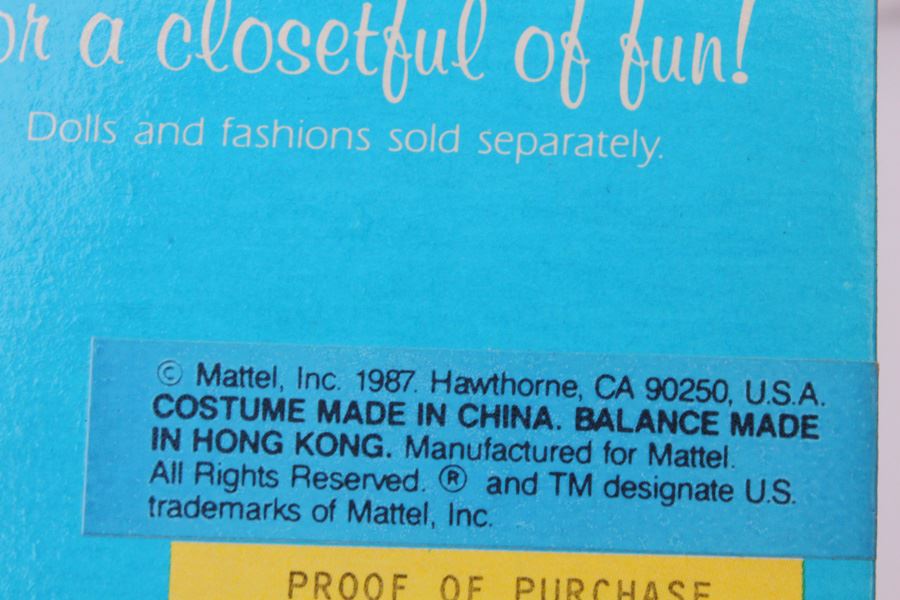 a closetful of fun!
Dolls and fashions sold separately.
© Mattel, Inc. 1987. Hawthorne, CA 90250, U.S.A.
COSTUME MADE IN CHINA. BALANCE MADE
IN HONG KONG. Manufactured for Mattel.
All Rights Reserved. ® and TM designate U.S.
trademarks of Mattel, Inc.
PROOF OF PURCHASE